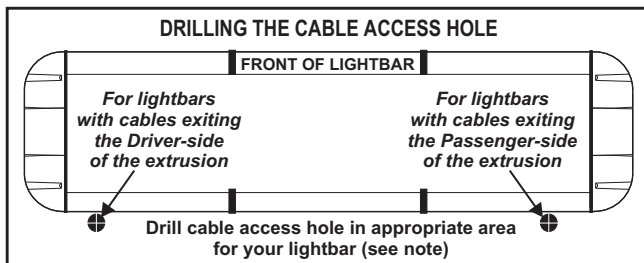 DRILLING THE CABLE ACCESS HOLE
FRONT OF LIGHTBAR
For lightbars
with cables exiting
the Driver-side
of the extrusion
For lightbars
with cables exiting
the Passenger-side
of the extrusion
Drill cable access hole in appropriate area
for your lightbar (see note)